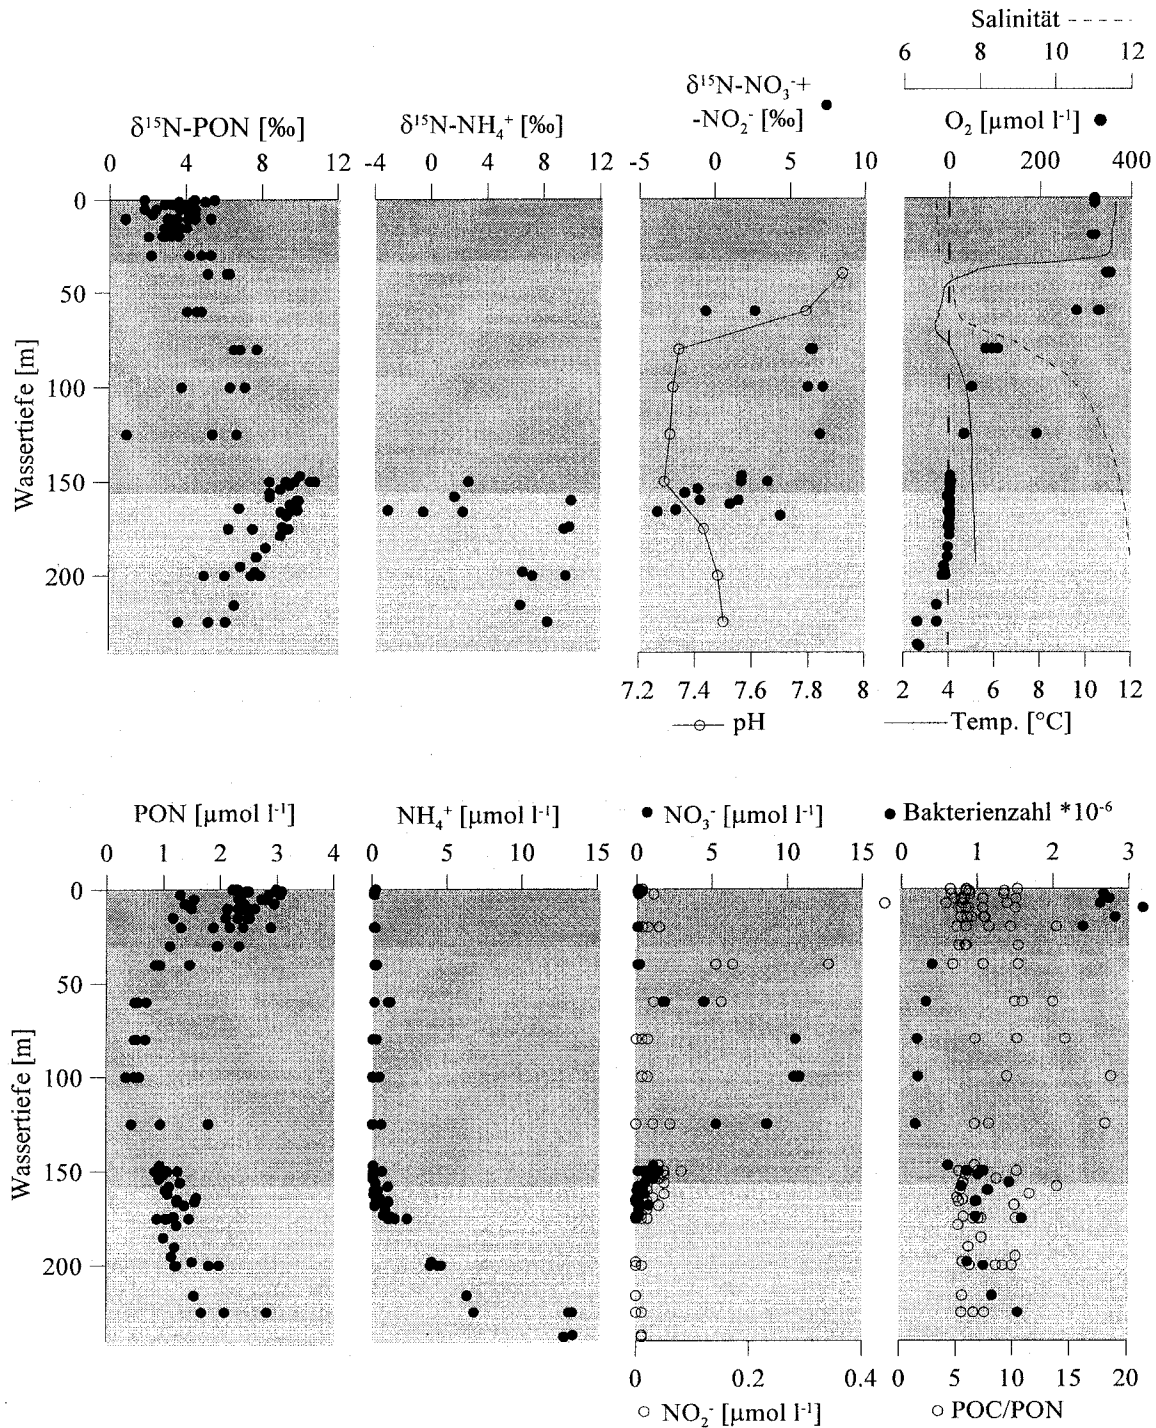 Salinität
6 8 10 12
δ¹⁵N-PON [‰]
δ¹⁵N-NH₄⁺ [‰]
δ¹⁵N-NO₃⁻+
-NO₂⁻ [‰]
O₂ [µmol l⁻¹]
0 4 8 12
-4 0 4 8 12
-5 0 5 10
0 200 400
Wassertiefe [m]
0
50
100
150
200
7.2 7.4 7.6 7.8 8
2 4 6 8 10 12
pH
Temp. [°C]
PON [µmol l⁻¹]
NH₄⁺ [µmol l⁻¹]
NO₃⁻ [µmol l⁻¹]
Bakterienzahl *10⁻⁶
0 1 2 3 4
0 5 10 15
0 5 10 15
0 1 2 3
Wassertiefe [m]
0
50
100
150
200
0 0.2 0.4
0 5 10 15 20
NO₂⁻ [µmol l⁻¹]
POC/PON